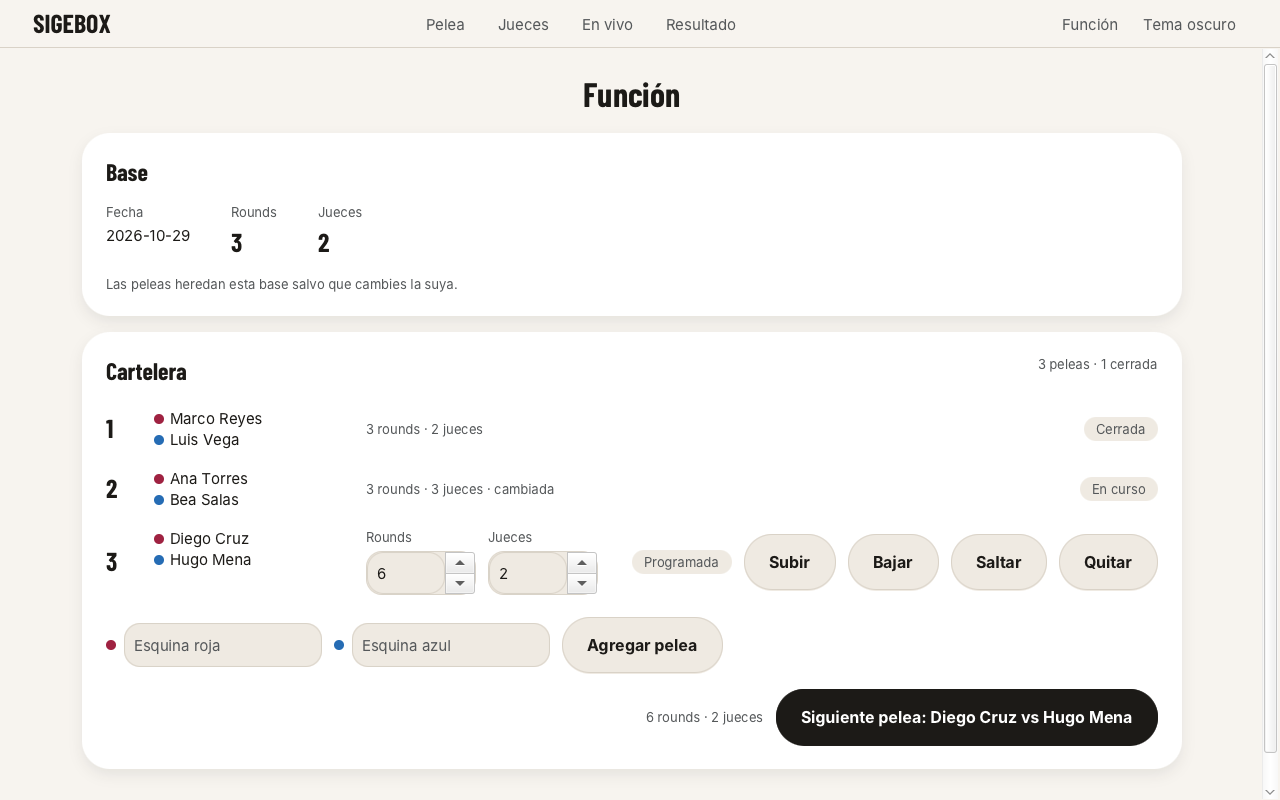 SIGEBOX
Pelea
Jueces
En vivo
Resultado
Función
Tema oscuro
Función
Base
Fecha
Rounds
Jueces
2026-10-29
3
2
Las peleas heredan esta base salvo que cambies la suya.
Cartelera
3 peleas · 1 cerrada
1
Marco Reyes
Luis Vega
3 rounds · 2 jueces
Cerrada
2
Ana Torres
Bea Salas
3 rounds · 3 jueces · cambiada
En curso
3
Diego Cruz
Hugo Mena
Rounds
6
Jueces
2
Programada
Subir
Bajar
Saltar
Quitar
Esquina roja
Esquina azul
Agregar pelea
6 rounds · 2 jueces
Siguiente pelea: Diego Cruz vs Hugo Mena